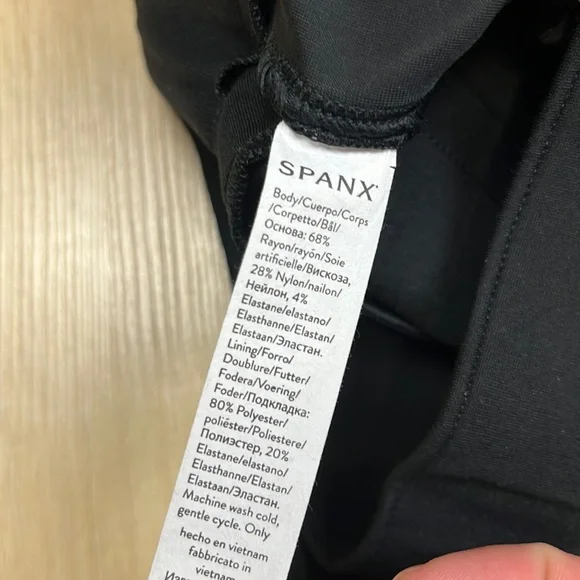 SPANX
Body/Cuerpo/Corps
/Corpetto/Bål/
Основа: 68%
Rayon/rayón/Soie
artificielle/Вискоза,
28% Nylon/nailon/
Нейлон, 4%
Elastane/elastano/
Elasthanne/Elastan/
Elastaan/Эластан.
Lining/Forro/
Doublure/Futter/
Fodera/Voering/
Foder/Подкладка:
80% Polyester/
poliéster/Poliestere/
Полиэстер, 20%
Elastane/elastano/
Elasthanne/Elastan/
Elastaan/Эластан.
Machine wash cold,
gentle cycle. Only
hecho en vietnam
fabbricato in
vietnam